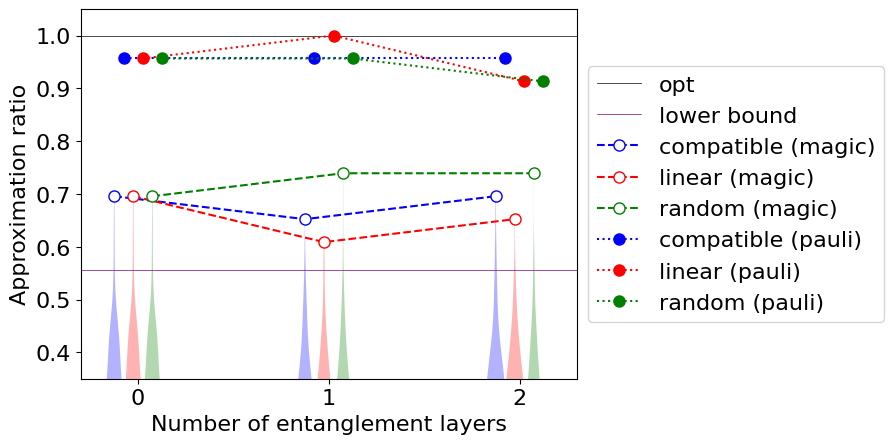 1.0
0.9
0.8
0.7
0.6
0.5
0.4
Approximation ratio
0 1 2
Number of entanglement layers
opt
lower bound
compatible (magic)
linear (magic)
random (magic)
compatible (pauli)
linear (pauli)
random (pauli)